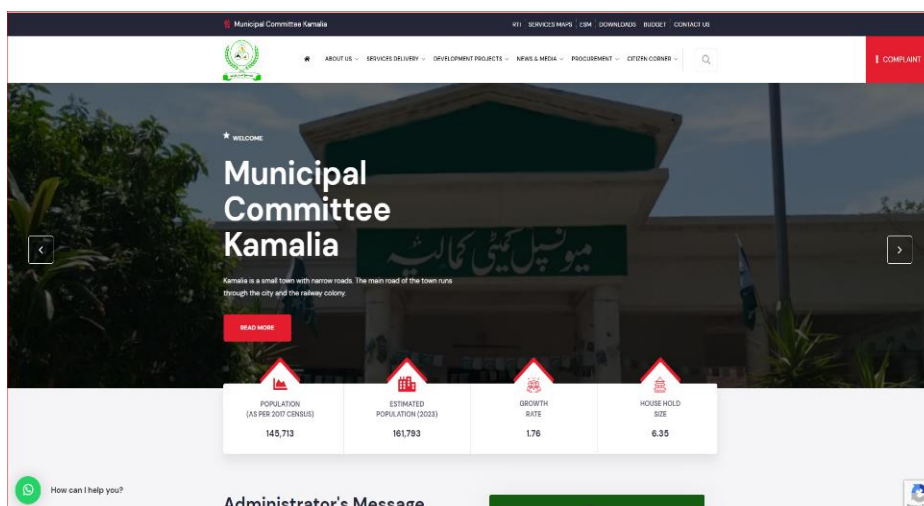 Municipal Committee Kamalia
RTI SERVICES MAPS ESM DOWNLOADS BUDGET CONTACT US
ABOUT US SERVICES DELIVERY DEVELOPMENT PROJECTS NEWS & MEDIA PROCUREMENT CITIZEN CORNER
COMPLAINT
WELCOME
Municipal
Committee
Kamalia
میونسپل کمیٹی کمالیہ
Kamalia is a small town with narrow roads. The main road of the town runs
through the city and the railway colony.
READ MORE
POPULATION
(AS PER 2017 CENSUS)
145,713
ESTIMATED
POPULATION (2023)
161,793
GROWTH
RATE
1.76
HOUSE HOLD
SIZE
6.35
How can I help you?
Administrator's Message